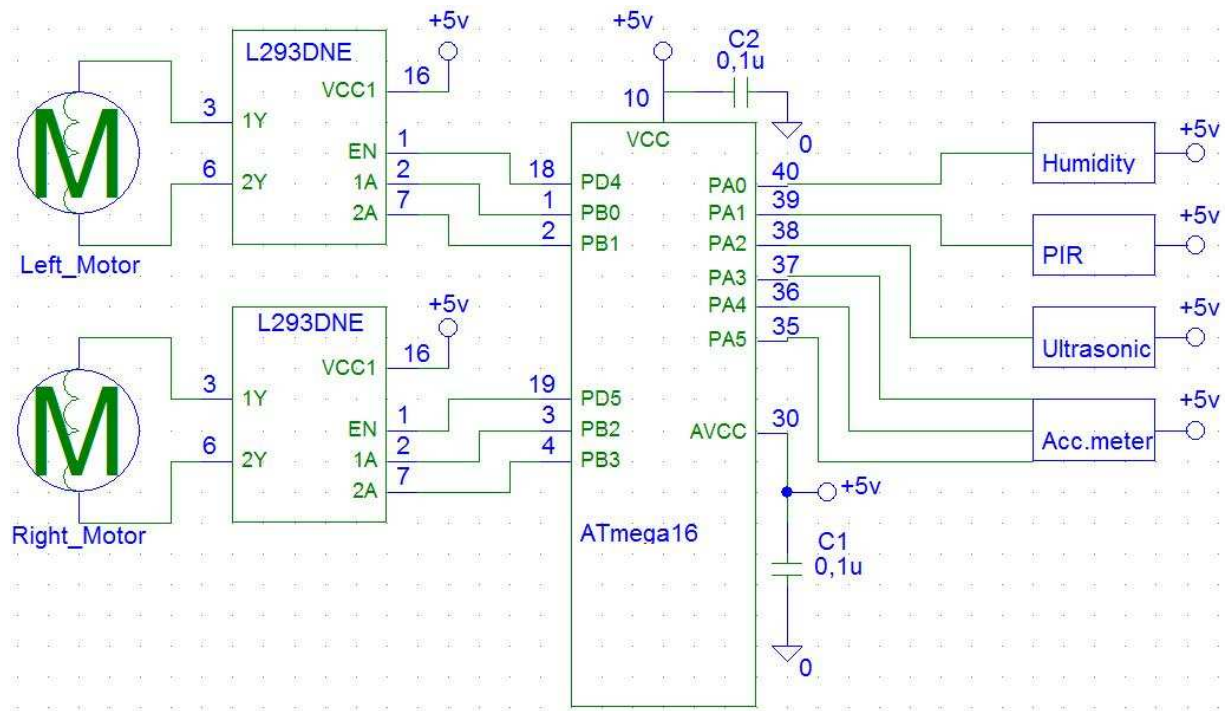 L293DNE
+5v
VCC1
16
3
1Y
6
2Y
EN
1
1A
2
2A
7
M
Left_Motor
L293DNE
+5v
VCC1
16
3
1Y
6
2Y
EN
1
1A
2
2A
7
M
Right_Motor
+5v
C2
0,1u
0
10
VCC
18
PD4
1
PB0
2
PB1
19
PD5
3
PB2
4
PB3
PA0
40
PA1
39
PA2
38
PA3
37
PA4
36
PA5
35
AVCC
30
+5v
ATmega16
C1
0,1u
0
Humidity
+5v
PIR
+5v
Ultrasonic
+5v
Acc.meter
+5v